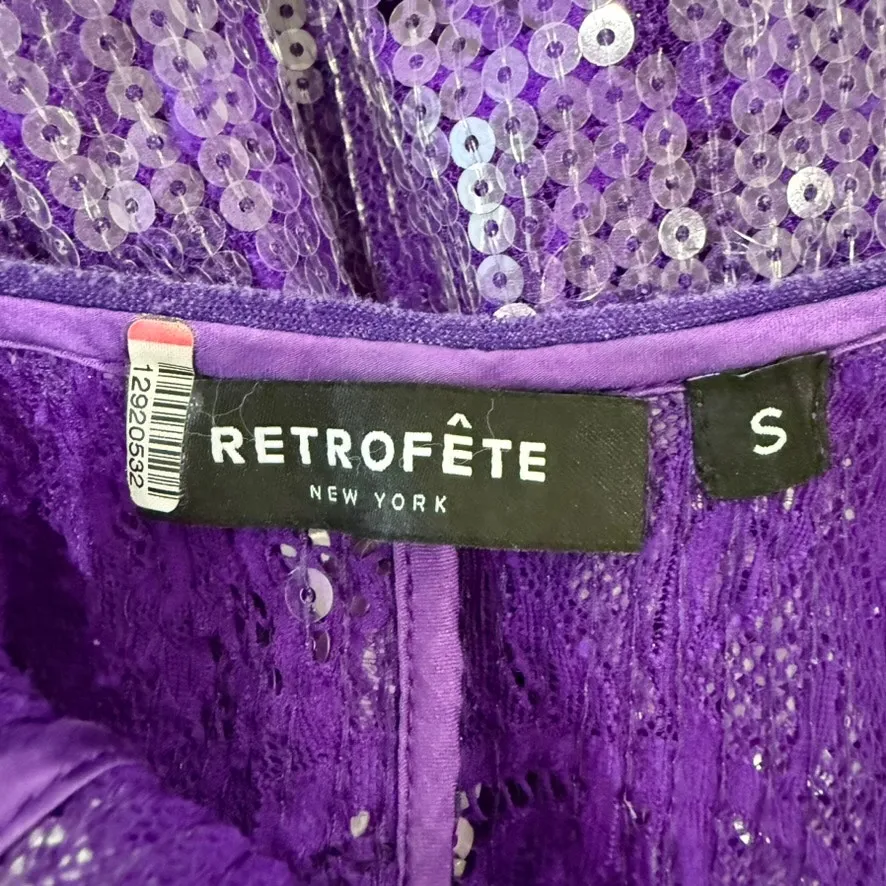 12920532
RETROFÊTE
NEW YORK
S